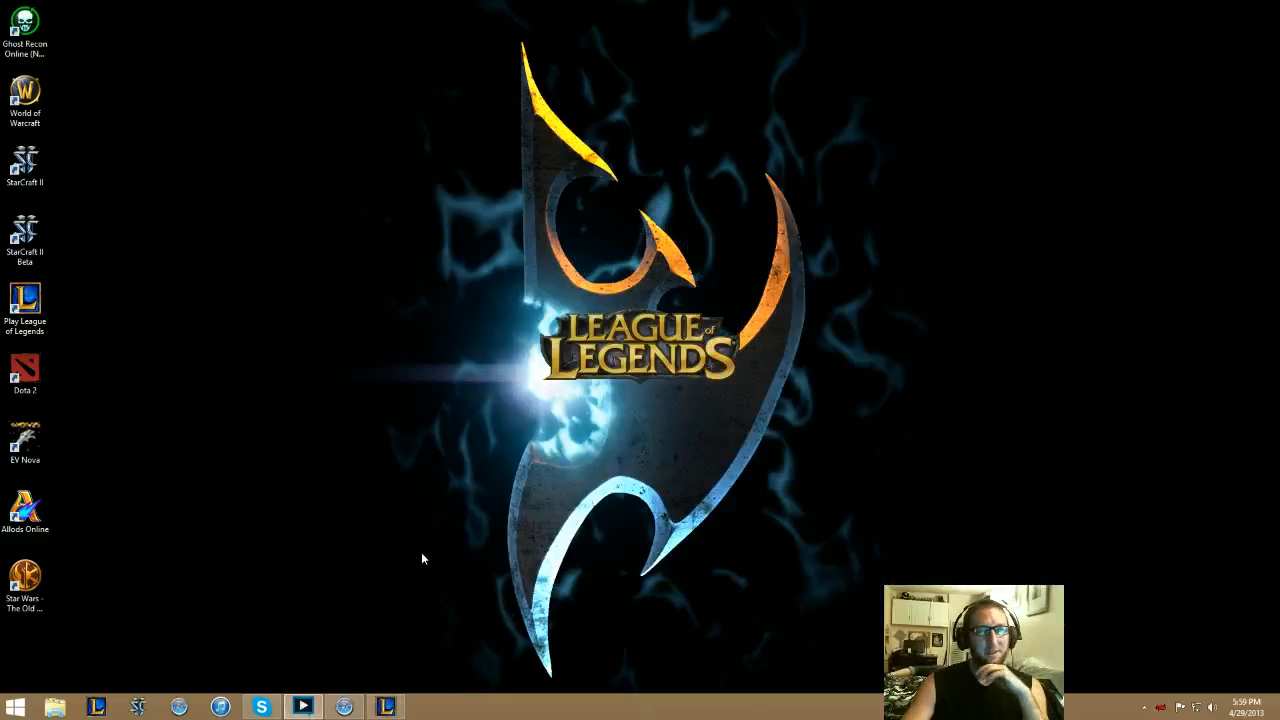 Ghost Recon
Online (N...
World of
Warcraft
StarCraft II
StarCraft II
Beta
Play League
of Legends
Dota 2
EV Nova
Allods Online
Star Wars -
The Old ...
LEAGUE of
LEGENDS
5:59 PM
4/29/2013